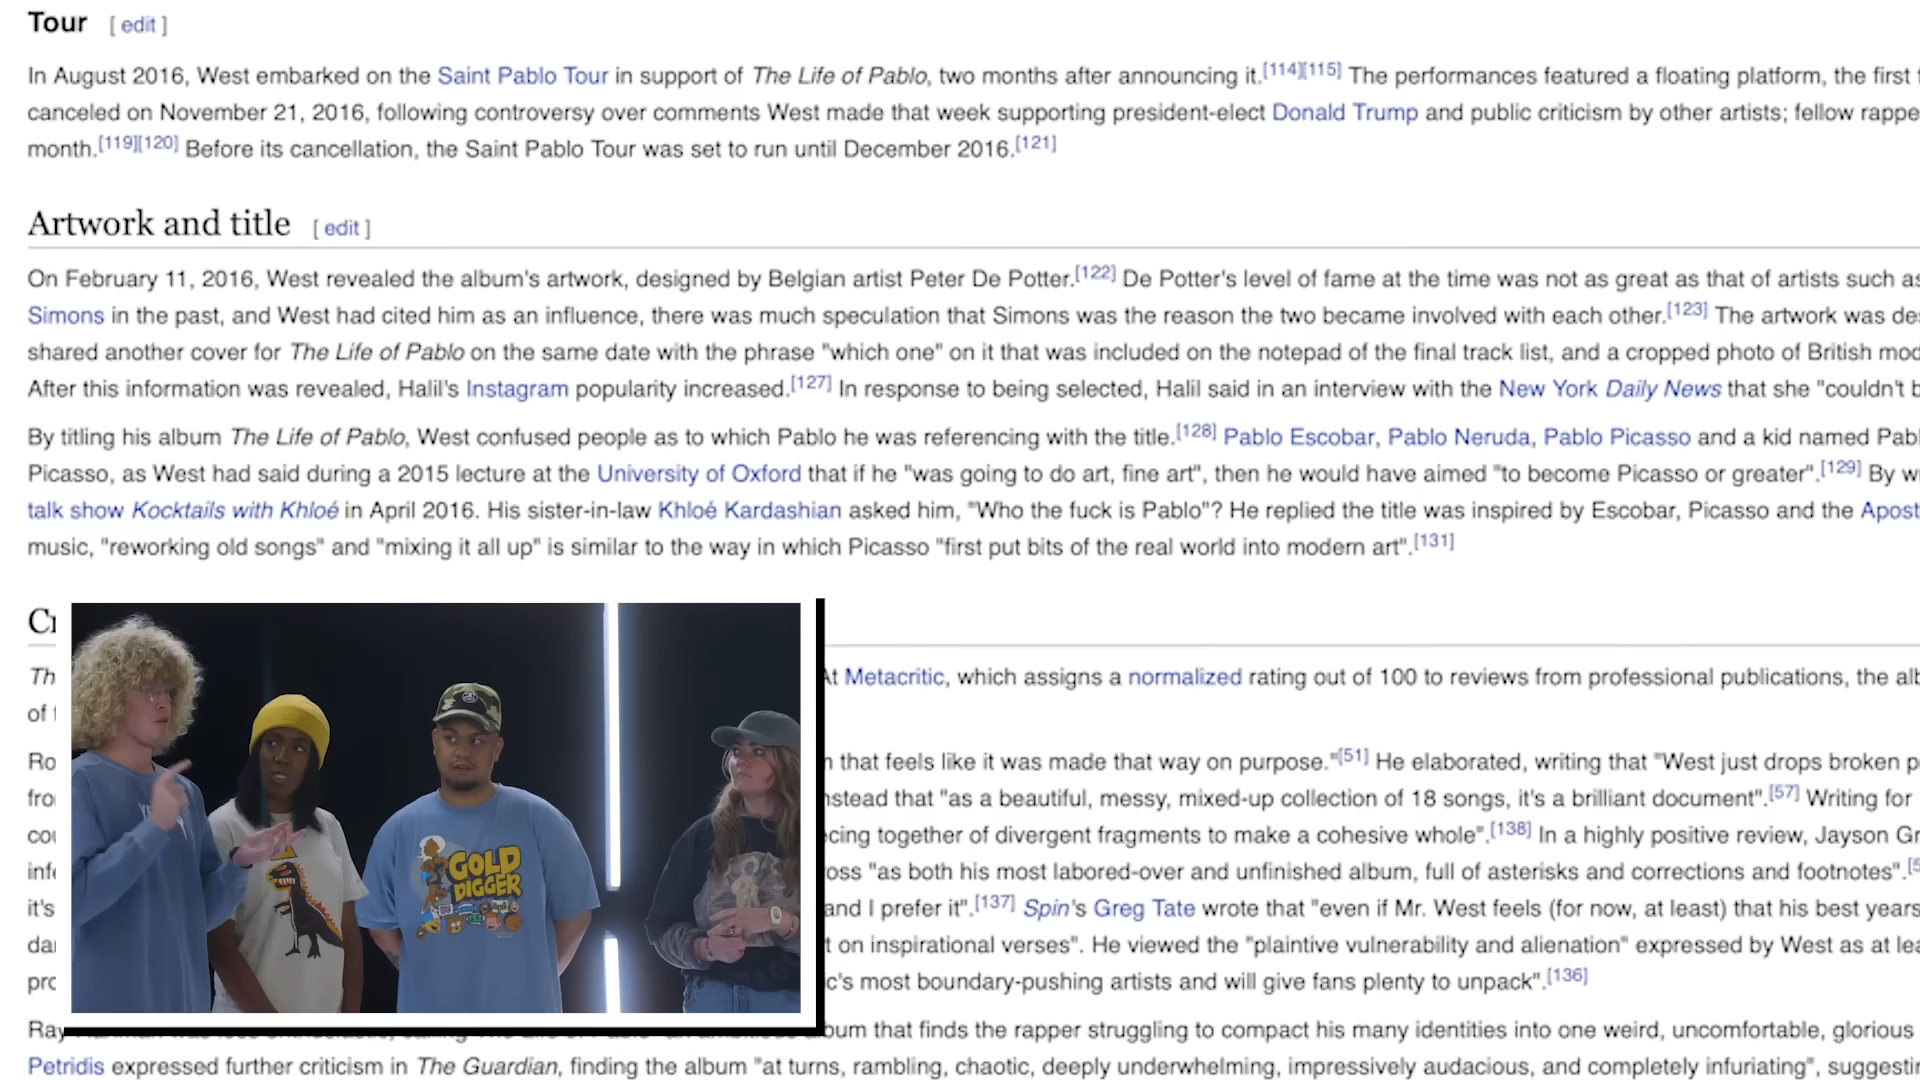 Tour [ edit ]
In August 2016, West embarked on the Saint Pablo Tour in support of The Life of Pablo, two months after announcing it.[114][115] The performances featured a floating platform, the first
canceled on November 21, 2016, following controversy over comments West made that week supporting president-elect Donald Trump and public criticism by other artists; fellow rappe
month.[119][120] Before its cancellation, the Saint Pablo Tour was set to run until December 2016.[121]
Artwork and title [ edit ]
On February 11, 2016, West revealed the album's artwork, designed by Belgian artist Peter De Potter.[122] De Potter's level of fame at the time was not as great as that of artists such as
Simons in the past, and West had cited him as an influence, there was much speculation that Simons was the reason the two became involved with each other.[123] The artwork was de
shared another cover for The Life of Pablo on the same date with the phrase "which one" on it that was included on the notepad of the final track list, and a cropped photo of British mod
After this information was revealed, Halil's Instagram popularity increased.[127] In response to being selected, Halil said in an interview with the New York Daily News that she "couldn't b
By titling his album The Life of Pablo, West confused people as to which Pablo he was referencing with the title.[128] Pablo Escobar, Pablo Neruda, Pablo Picasso and a kid named Pabl
Picasso, as West had said during a 2015 lecture at the University of Oxford that if he "was going to do art, fine art", then he would have aimed "to become Picasso or greater".[129] By w
talk show Kocktails with Khloé in April 2016. His sister-in-law Khloé Kardashian asked him, "Who the fuck is Pablo"? He replied the title was inspired by Escobar, Picasso and the Apost
music, "reworking old songs" and "mixing it all up" is similar to the way in which Picasso "first put bits of the real world into modern art".[131]
Th At Metacritic, which assigns a normalized rating out of 100 to reviews from professional publications, the alb
of
Ro that feels like it was made that way on purpose."[51] He elaborated, writing that "West just drops broken p
fro nstead that "as a beautiful, messy, mixed-up collection of 18 songs, it's a brilliant document".[57] Writing for
cou cing together of divergent fragments to make a cohesive whole".[138] In a highly positive review, Jayson Gr
info oss "as both his most labored-over and unfinished album, full of asterisks and corrections and footnotes".
it's and I prefer it".[137] Spin's Greg Tate wrote that "even if Mr. West feels (for now, at least) that his best years
dar t on inspirational verses". He viewed the "plaintive vulnerability and alienation" expressed by West as at lea
pro c's most boundary-pushing artists and will give fans plenty to unpack".[136]
Ray bum that finds the rapper struggling to compact his many identities into one weird, uncomfortable, glorious
Petridis expressed further criticism in The Guardian, finding the album "at turns, rambling, chaotic, deeply underwhelming, impressively audacious, and completely infuriating", suggesti
GOLD
DIGGER